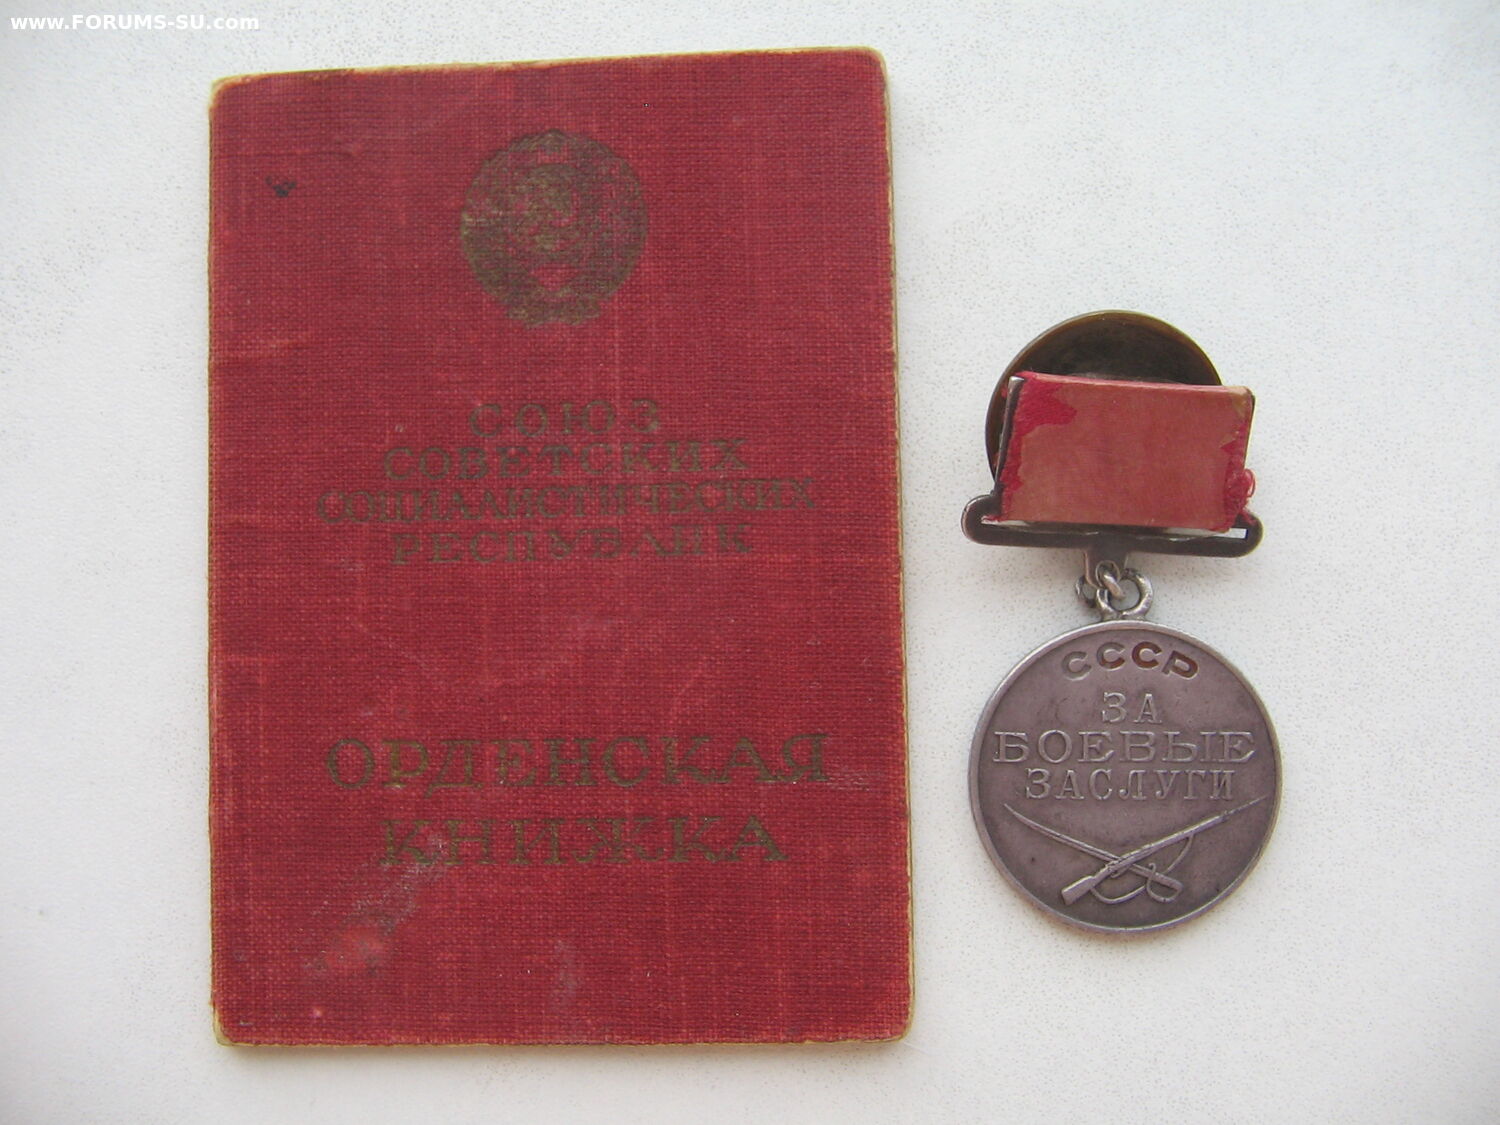 www.FORUMS-SU.com
СОЮЗ
СОВЕТСКИХ
СОЦИАЛИСТИЧЕСКИХ
РЕСПУБЛИК
ОРДЕНСКАЯ
КНИЖКА
СССР
ЗА
БОЕВЫЕ
ЗАСЛУГИ